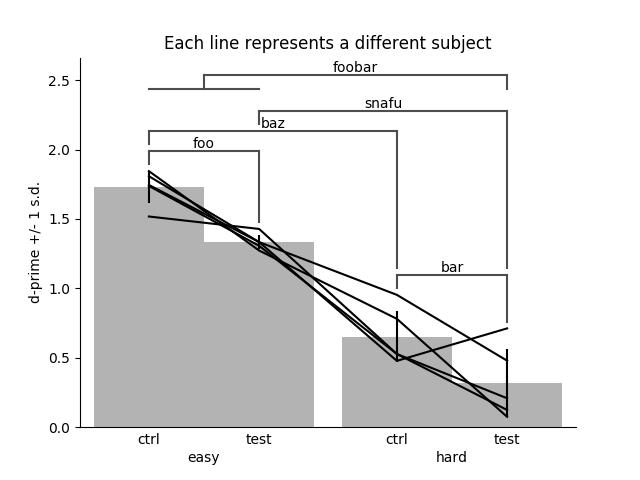 Each line represents a different subject
foobar
snafu
baz
foo
bar
d-prime +/- 1 s.d.
2.5
2.0
1.5
1.0
0.5
0.0
ctrl test ctrl test
easy hard